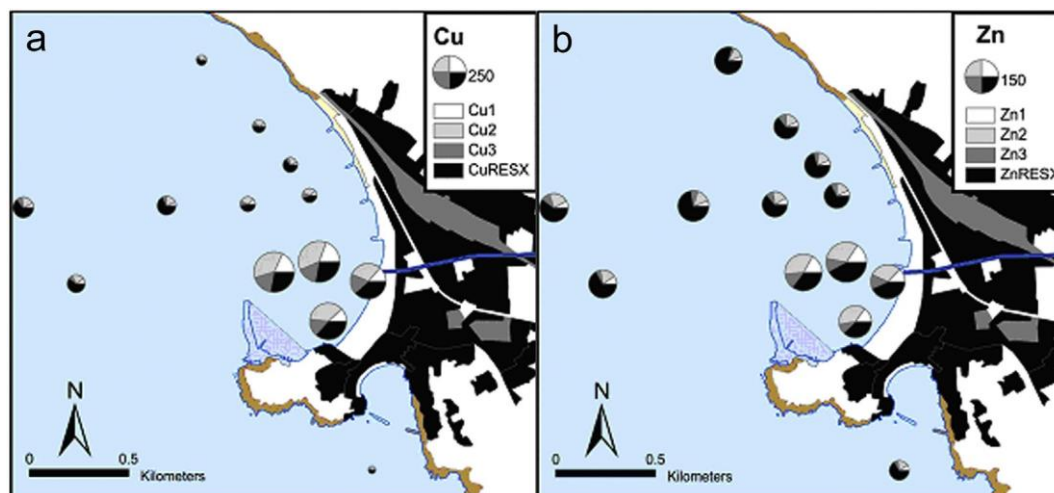 a
Cu
250
Cu1
Cu2
Cu3
CuRESX
N
0 0.5
Kilometers
b
Zn
150
Zn1
Zn2
Zn3
ZnRESX
N
0 0.5
Kilometers